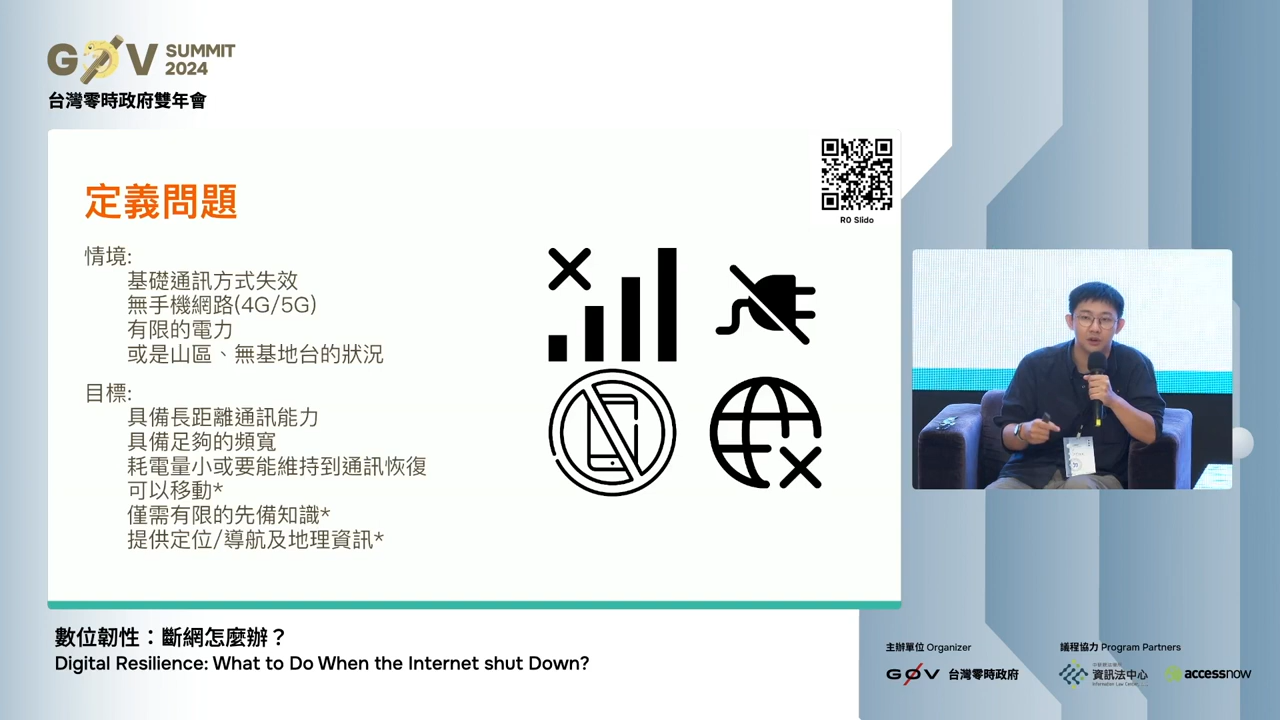 G0V SUMMIT 2024
台灣零時政府雙年會
R0 Slido
定義問題
情境:
基礎通訊方式失效
無手機網路(4G/5G)
有限的電力
或是山區、無基地台的狀況
目標:
具備長距離通訊能力
具備足夠的頻寬
耗電量小或要能維持到通訊恢復
可以移動*
僅需有限的先備知識*
提供定位/導航及地理資訊*
數位韌性：斷網怎麼辦？
Digital Resilience: What to Do When the Internet shut Down?
主辦單位 Organizer
議程協力 Program Partners
G0V 台灣零時政府
資訊法中心
accessnow